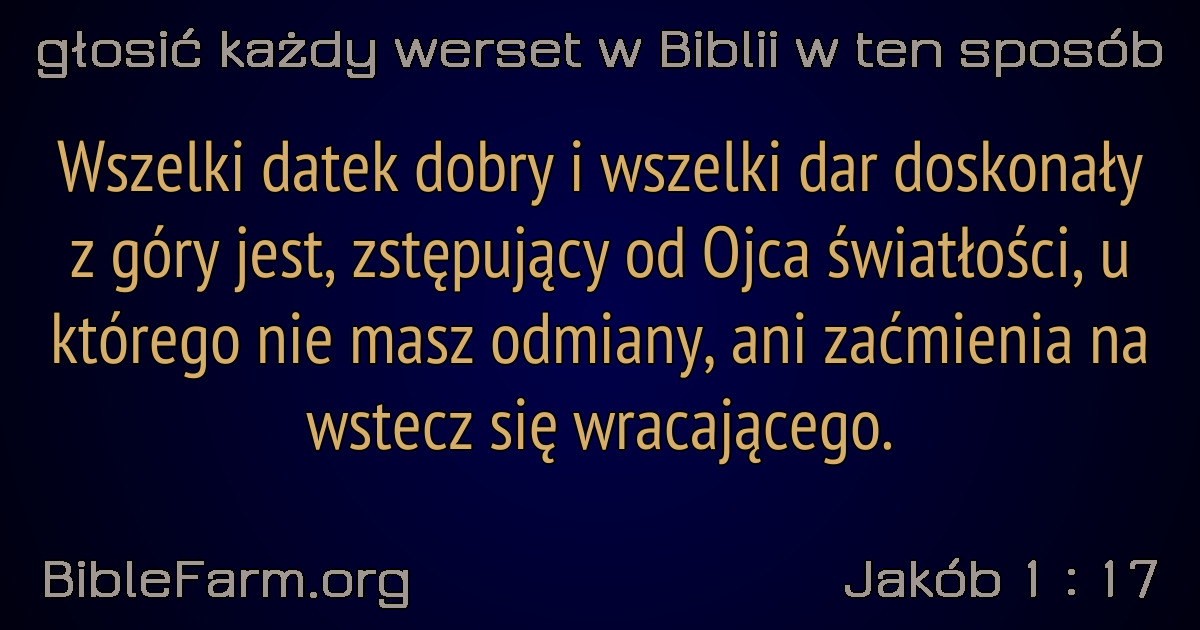 głosić każdy werset w Biblii w ten sposób
Wszelki datek dobry i wszelki dar doskonały
z góry jest, zstępujący od Ojca światłości, u
którego nie masz odmiany, ani zaćmienia na
wstecz się wracającego.
BibleFarm.org
Jakób 1 : 17